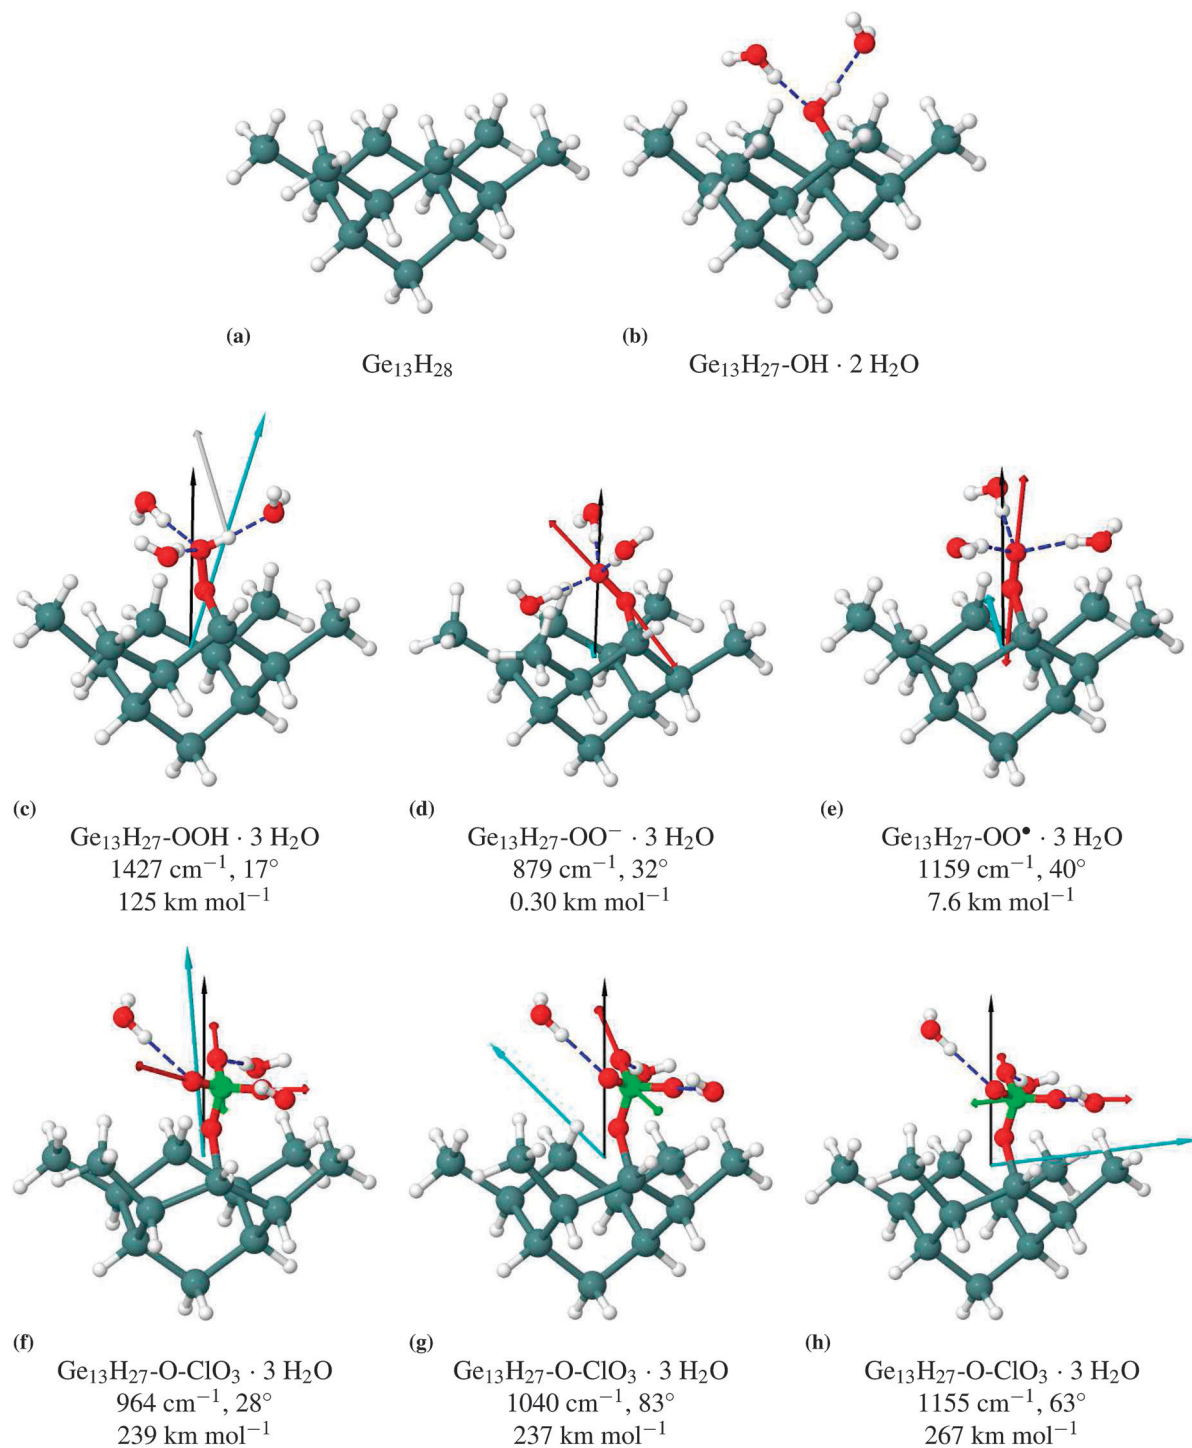 (a)
Ge₁₃H₂₈
(b)
Ge₁₃H₂₇-OH · 2 H₂O
(c)
Ge₁₃H₂₇-OOH · 3 H₂O
1427 cm⁻¹, 17°
125 km mol⁻¹
(d)
Ge₁₃H₂₇-OO⁻ · 3 H₂O
879 cm⁻¹, 32°
0.30 km mol⁻¹
(e)
Ge₁₃H₂₇-OO• · 3 H₂O
1159 cm⁻¹, 40°
7.6 km mol⁻¹
(f)
Ge₁₃H₂₇-O-ClO₃ · 3 H₂O
964 cm⁻¹, 28°
239 km mol⁻¹
(g)
Ge₁₃H₂₇-O-ClO₃ · 3 H₂O
1040 cm⁻¹, 83°
237 km mol⁻¹
(h)
Ge₁₃H₂₇-O-ClO₃ · 3 H₂O
1155 cm⁻¹, 63°
267 km mol⁻¹